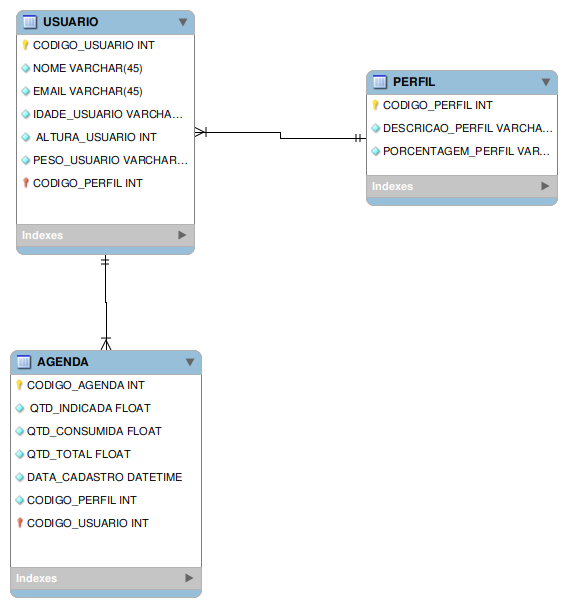 USUARIO
CODIGO_USUARIO INT
NOME VARCHAR(45)
EMAIL VARCHAR(45)
IDADE_USUARIO VARCHA...
ALTURA_USUARIO INT
PESO_USUARIO VARCHAR...
CODIGO_PERFIL INT
Indexes
PERFIL
CODIGO_PERFIL INT
DESCRICAO_PERFIL VARCHA...
PORCENTAGEM_PERFIL VAR...
Indexes
AGENDA
CODIGO_AGENDA INT
QTD_INDICADA FLOAT
QTD_CONSUMIDA FLOAT
QTD_TOTAL FLOAT
DATA_CADASTRO DATETIME
CODIGO_PERFIL INT
CODIGO_USUARIO INT
Indexes